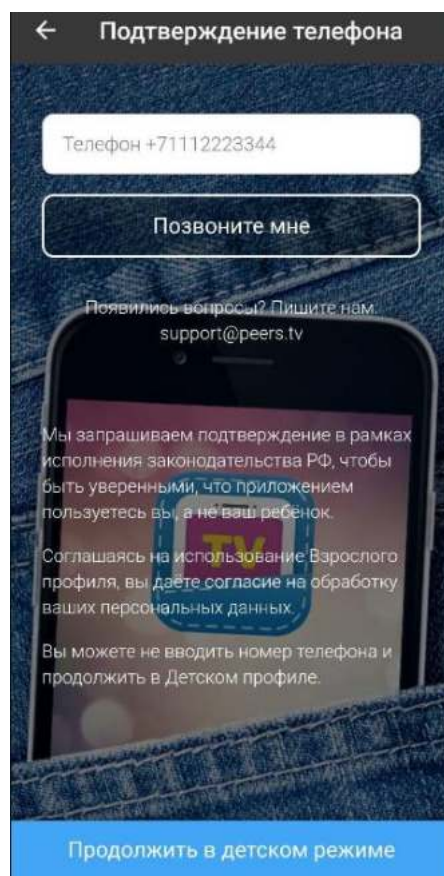 Подтверждение телефона
Телефон +71112223344
Позвоните мне
Появились вопросы? Пишите нам:
support@peers.tv
Мы запрашиваем подтверждение в рамках
исполнения законодательства РФ, чтобы
быть уверенными, что приложением
пользуетесь вы, а не ваш ребёнок.
TV
Соглашаясь на использование Взрослого
профиля, вы даёте согласие на обработку
ваших персональных данных.
Вы можете не вводить номер телефона и
продолжить в Детском профиле.
Продолжить в детском режиме